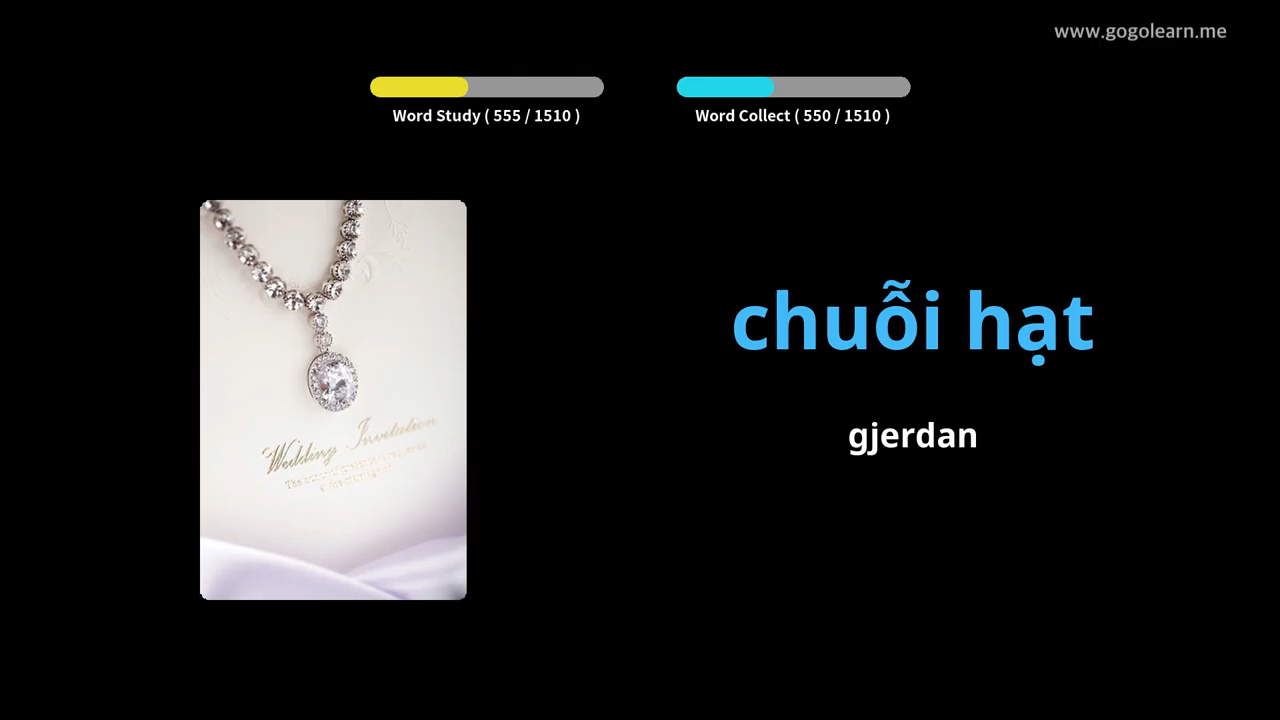 www.gogolearn.me
Word Study ( 555 / 1510 )
Word Collect ( 550 / 1510 )
chuỗi hạt
gjerdan
Wedding Invitation